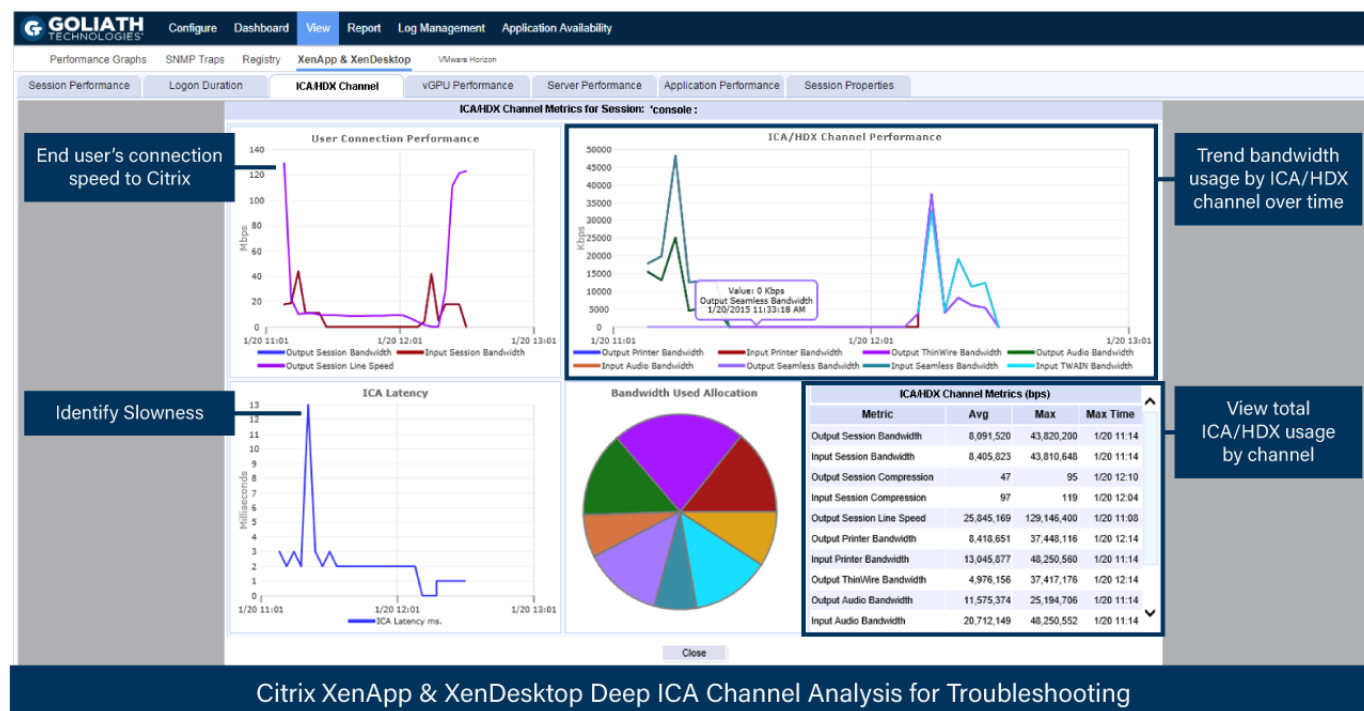 GOLIATH
TECHNOLOGIES
Configure Dashboard View Report Log Management Application Availability
Performance Graphs SNMP Traps Registry XenApp & XenDesktop VMware Horizon
Session Performance Logon Duration ICA/HDX Channel vGPU Performance Server Performance Application Performance Session Properties
ICA/HDX Channel Metrics for Session: 'console :
End user's connection
speed to Citrix
User Connection Performance
140
120
100
80
60
40
20
0
Mbps
1/20 11:01 1/20 12:01 1/20 13:01
Output Session Bandwidth Input Session Bandwidth
Output Session Line Speed
ICA/HDX Channel Performance
50000
45000
40000
35000
30000
25000
20000
15000
10000
5000
0
Kbps
Value: 0 Kbps
Output Seamless Bandwidth
1/20/2015 11:33:18 AM
1/20 11:01 1/20 12:01 1/20 13:01
Output Printer Bandwidth Input Printer Bandwidth Output ThinWire Bandwidth Output Audio Bandwidth
Input Audio Bandwidth Output Seamless Bandwidth Input Seamless Bandwidth Input TWAIN Bandwidth
Trend bandwidth
usage by ICA/HDX
channel over time
Identify Slowness
ICA Latency
13
12
11
10
9
8
7
6
5
4
3
2
1
0
Milliseconds
1/20 11:01 1/20 12:01 1/20 13:01
ICA Latency ms.
Bandwidth Used Allocation
ICA/HDX Channel Metrics (bps)
Metric Avg Max Max Time
Output Session Bandwidth 8,091,520 43,820,200 1/20 11:14
Input Session Bandwidth 8,405,823 43,810,648 1/20 11:14
Output Session Compression 47 95 1/20 12:10
Input Session Compression 97 119 1/20 12:04
Output Session Line Speed 25,845,169 129,146,400 1/20 11:08
Output Printer Bandwidth 8,418,651 37,448,116 1/20 12:14
Input Printer Bandwidth 13,045,877 48,250,560 1/20 11:14
Output ThinWire Bandwidth 4,976,156 37,417,176 1/20 12:14
Output Audio Bandwidth 11,575,374 25,194,706 1/20 11:14
Input Audio Bandwidth 20,712,149 48,250,552 1/20 11:14
View total
ICA/HDX usage
by channel
Close
Citrix XenApp & XenDesktop Deep ICA Channel Analysis for Troubleshooting